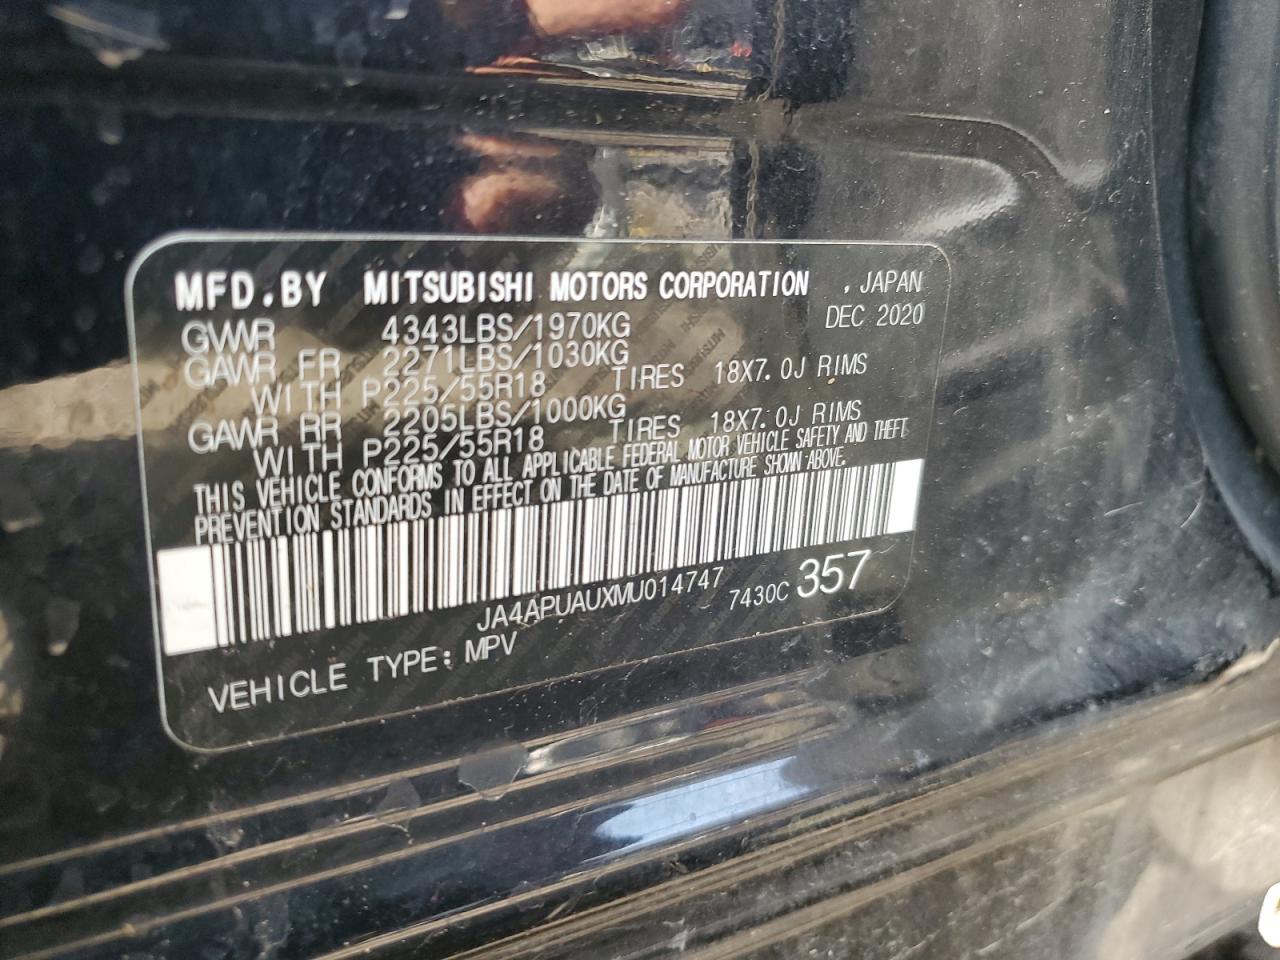 MFD.BY MITSUBISHI MOTORS CORPORATION , JAPAN
DEC 2020
GVWR 4343LBS/1970KG
GAWR FR 2271LBS/1030KG
WITH P225/55R18 TIRES 18X7.0J RIMS
GAWR RR 2205LBS/1000KG
WITH P225/55R18 TIRES 18X7.0J RIMS
THIS VEHICLE CONFORMS TO ALL APPLICABLE FEDERAL MOTOR VEHICLE SAFETY AND THEFT
PREVENTION STANDARDS IN EFFECT ON THE DATE OF MANUFACTURE SHOWN ABOVE.
JA4APUAUXMU014747
7430C 357
VEHICLE TYPE: MPV